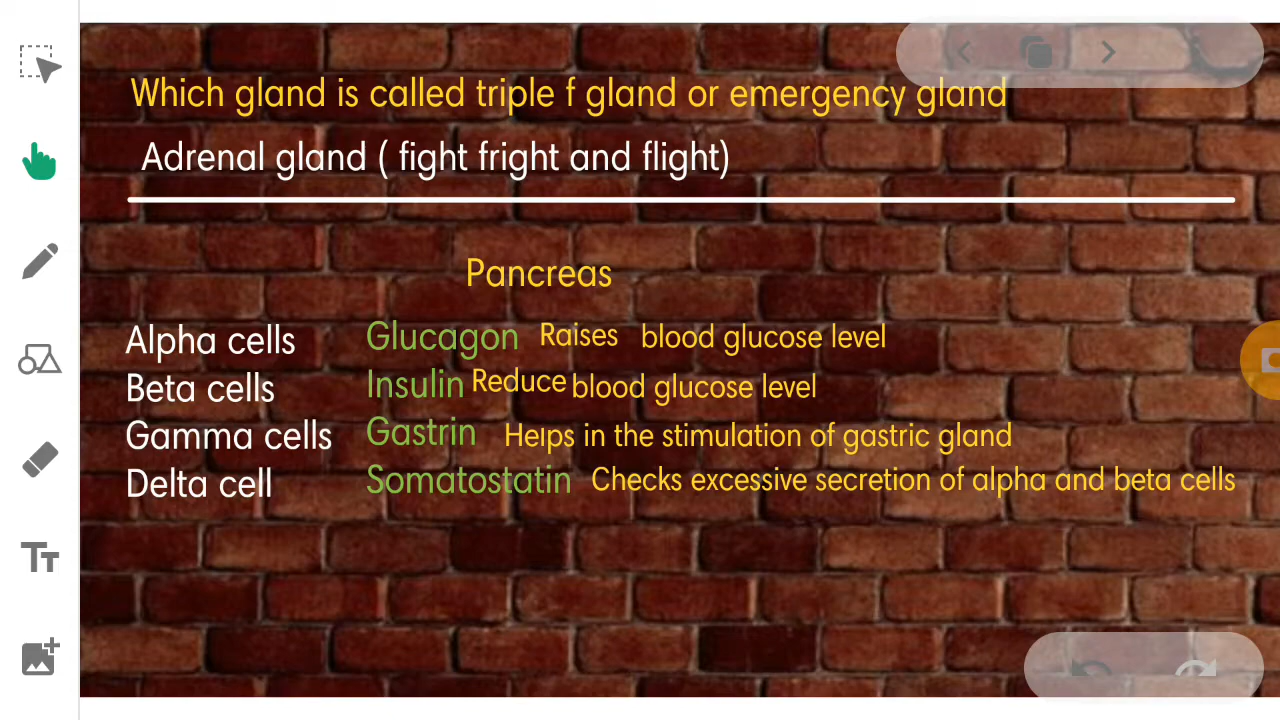 Which gland is called triple f gland or emergency gland
Adrenal gland ( fight fright and flight)
Pancreas
Alpha cells Glucagon Raises blood glucose level
Beta cells Insulin Reduce blood glucose level
Gamma cells Gastrin Helps in the stimulation of gastric gland
Delta cell Somatostatin Checks excessive secretion of alpha and beta cells